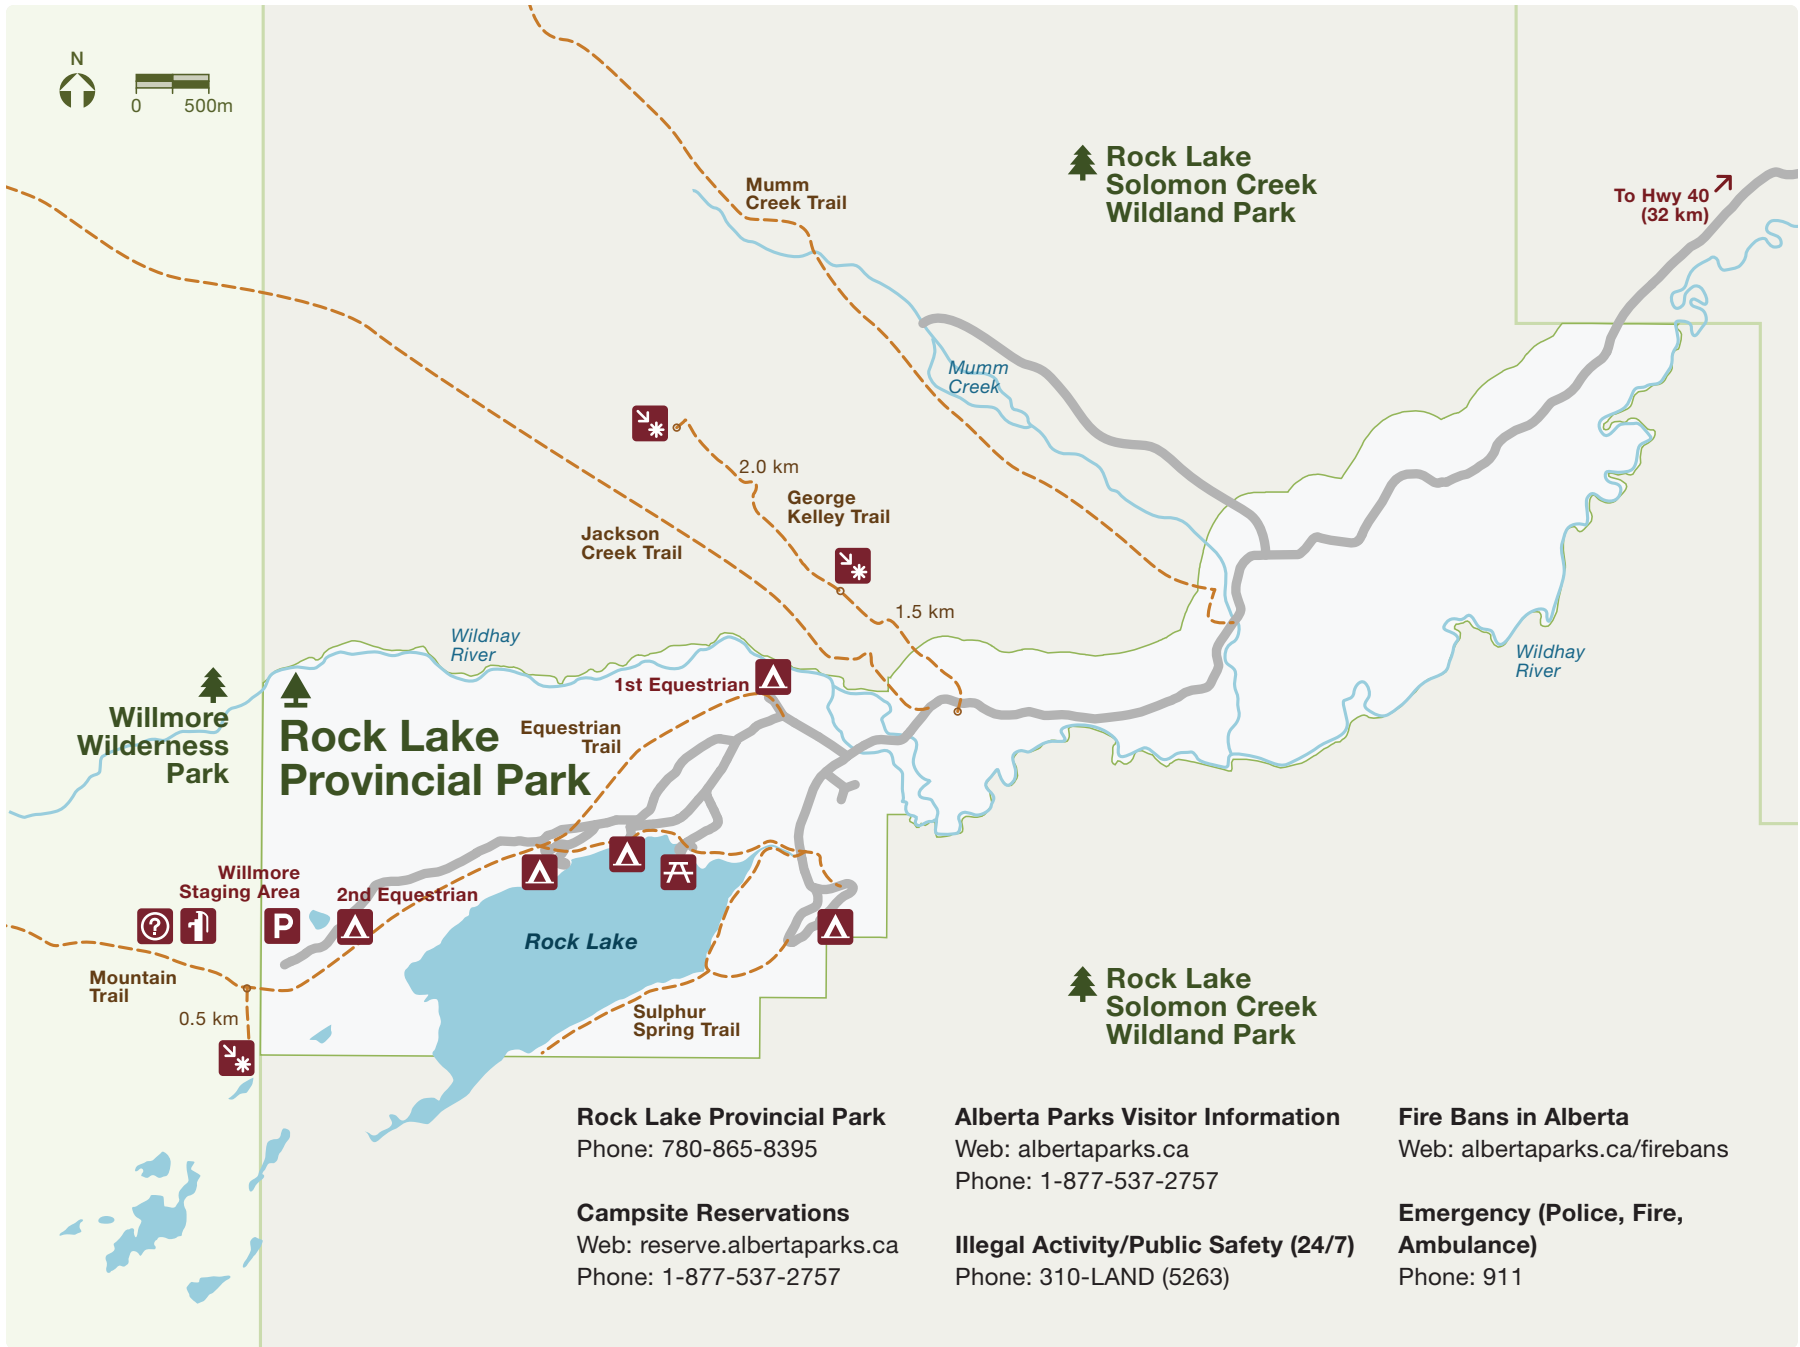 N
0 500m
Mumm
Creek Trail
Rock Lake
Solomon Creek
Wildland Park
To Hwy 40
(32 km)
Mumm
Creek
2.0 km
George
Kelley Trail
Jackson
Creek Trail
1.5 km
Wildhay
River
Wildhay
River
1st Equestrian
Willmore
Wilderness
Park
Rock Lake
Provincial Park
Equestrian
Trail
Willmore
Staging Area
2nd Equestrian
?
P
Rock Lake
Mountain
Trail
0.5 km
Sulphur
Spring Trail
Rock Lake
Solomon Creek
Wildland Park
Rock Lake Provincial Park
Phone: 780-865-8395
Campsite Reservations
Web: reserve.albertaparks.ca
Phone: 1-877-537-2757
Alberta Parks Visitor Information
Web: albertaparks.ca
Phone: 1-877-537-2757
Illegal Activity/Public Safety (24/7)
Phone: 310-LAND (5263)
Fire Bans in Alberta
Web: albertaparks.ca/firebans
Emergency (Police, Fire,
Ambulance)
Phone: 911